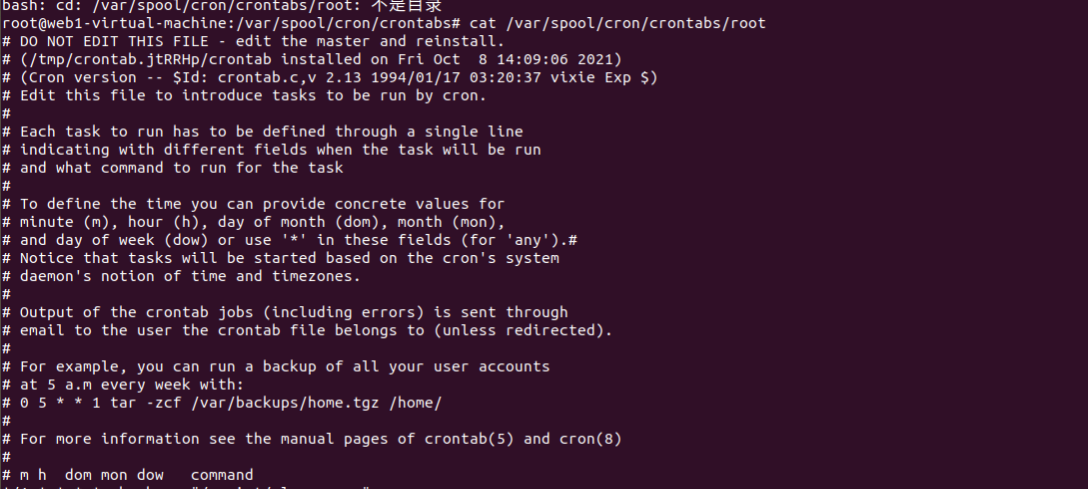 bash: cd: /var/spool/cron/crontabs/root: 不是目录
root@web1-virtual-machine:/var/spool/cron/crontabs# cat /var/spool/cron/crontabs/root
# DO NOT EDIT THIS FILE - edit the master and reinstall.
# (/tmp/crontab.jtRRHp/crontab installed on Fri Oct  8 14:09:06 2021)
# (Cron version -- $Id: crontab.c,v 2.13 1994/01/17 03:20:37 vixie Exp $)
# Edit this file to introduce tasks to be run by cron.
#
# Each task to run has to be defined through a single line
# indicating with different fields when the task will be run
# and what command to run for the task
#
# To define the time you can provide concrete values for
# minute (m), hour (h), day of month (dom), month (mon),
# and day of week (dow) or use '*' in these fields (for 'any').#
# Notice that tasks will be started based on the cron's system
# daemon's notion of time and timezones.
#
# Output of the crontab jobs (including errors) is sent through
# email to the user the crontab file belongs to (unless redirected).
#
# For example, you can run a backup of all your user accounts
# at 5 a.m every week with:
# 0 5 * * 1 tar -zcf /var/backups/home.tgz /home/
#
# For more information see the manual pages of crontab(5) and cron(8)
#
# m h  dom mon dow   command